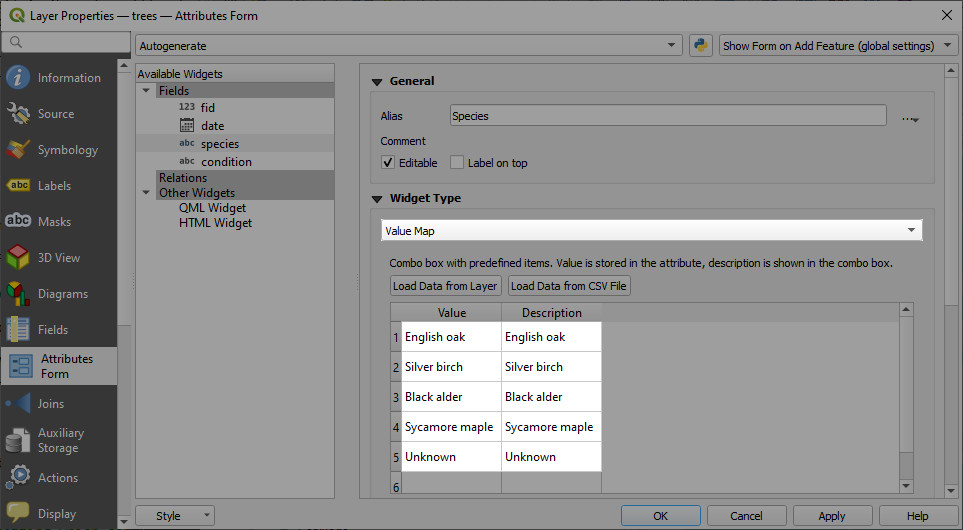 Layer Properties — trees — Attributes Form
Autogenerate
Show Form on Add Feature (global settings)
Information
Source
Symbology
Labels
Masks
3D View
Diagrams
Fields
Attributes
Form
Joins
Auxiliary
Storage
Actions
Display
Available Widgets
Fields
123 fid
date
abc species
abc condition
Relations
Other Widgets
QML Widget
HTML Widget
General
Alias Species ...
Comment
Editable Label on top
Widget Type
Value Map
Combo box with predefined items. Value is stored in the attribute, description is shown in the combo box.
Load Data from Layer Load Data from CSV File
Value Description
1 English oak English oak
2 Silver birch Silver birch
3 Black alder Black alder
4 Sycamore maple Sycamore maple
5 Unknown Unknown
6
Style OK Cancel Apply Help